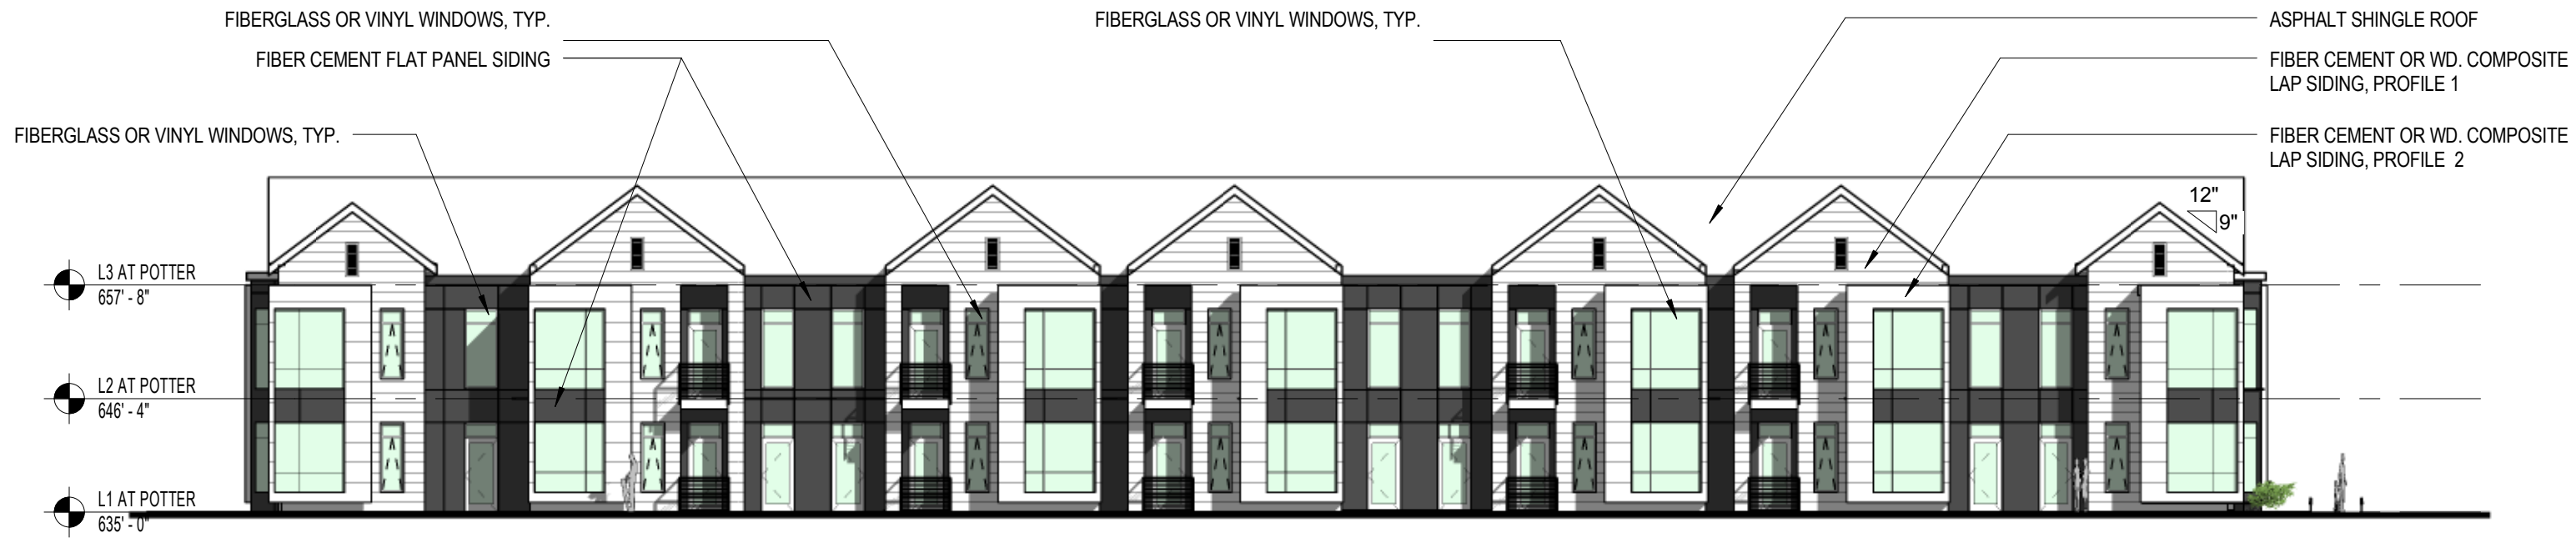 FIBERGLASS OR VINYL WINDOWS, TYP.
FIBER CEMENT FLAT PANEL SIDING
FIBERGLASS OR VINYL WINDOWS, TYP.
FIBERGLASS OR VINYL WINDOWS, TYP.
ASPHALT SHINGLE ROOF
FIBER CEMENT OR WD. COMPOSITE
LAP SIDING, PROFILE 1
FIBER CEMENT OR WD. COMPOSITE
LAP SIDING, PROFILE 2
12"
9"
L3 AT POTTER
657' - 8"
L2 AT POTTER
646' - 4"
L1 AT POTTER
635' - 0"